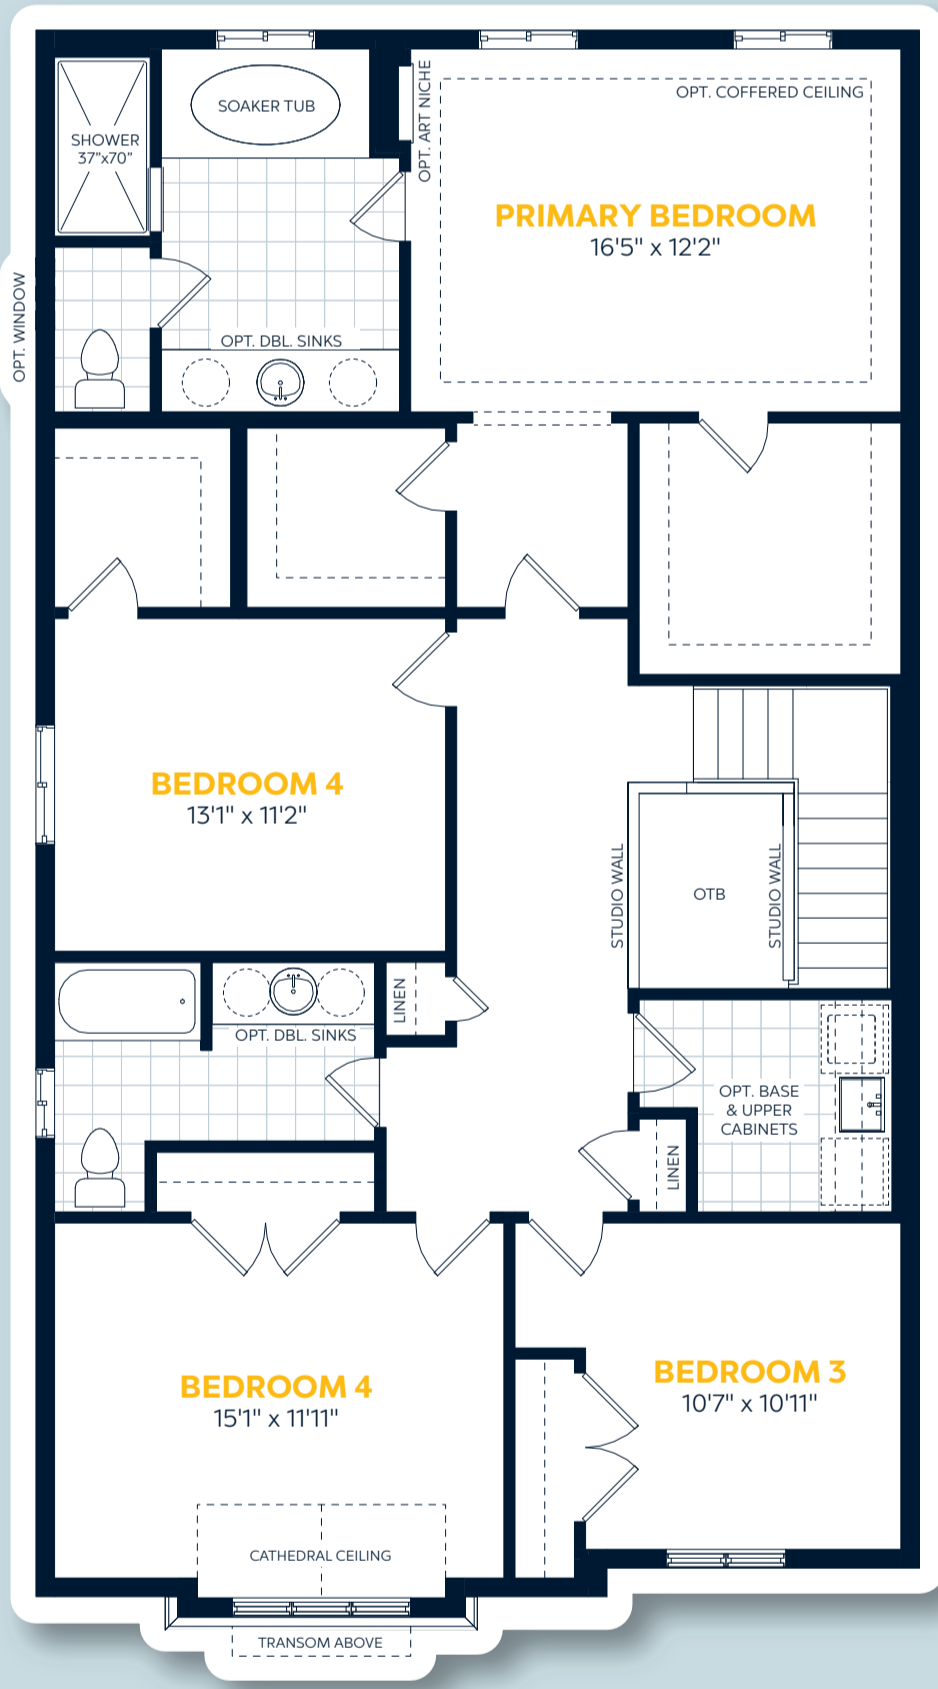 SOAKER TUB
OPT. ART NICHE
OPT. COFFERED CEILING
SHOWER
37"x70"
PRIMARY BEDROOM
16'5" x 12'2"
OPT. WINDOW
OPT. DBL. SINKS
BEDROOM 4
13'1" x 11'2"
STUDIO WALL
OTB
STUDIO WALL
LINEN
OPT. DBL. SINKS
OPT. BASE
& UPPER
CABINETS
LINEN
BEDROOM 4
15'1" x 11'11"
BEDROOM 3
10'7" x 10'11"
CATHEDRAL CEILING
TRANSOM ABOVE